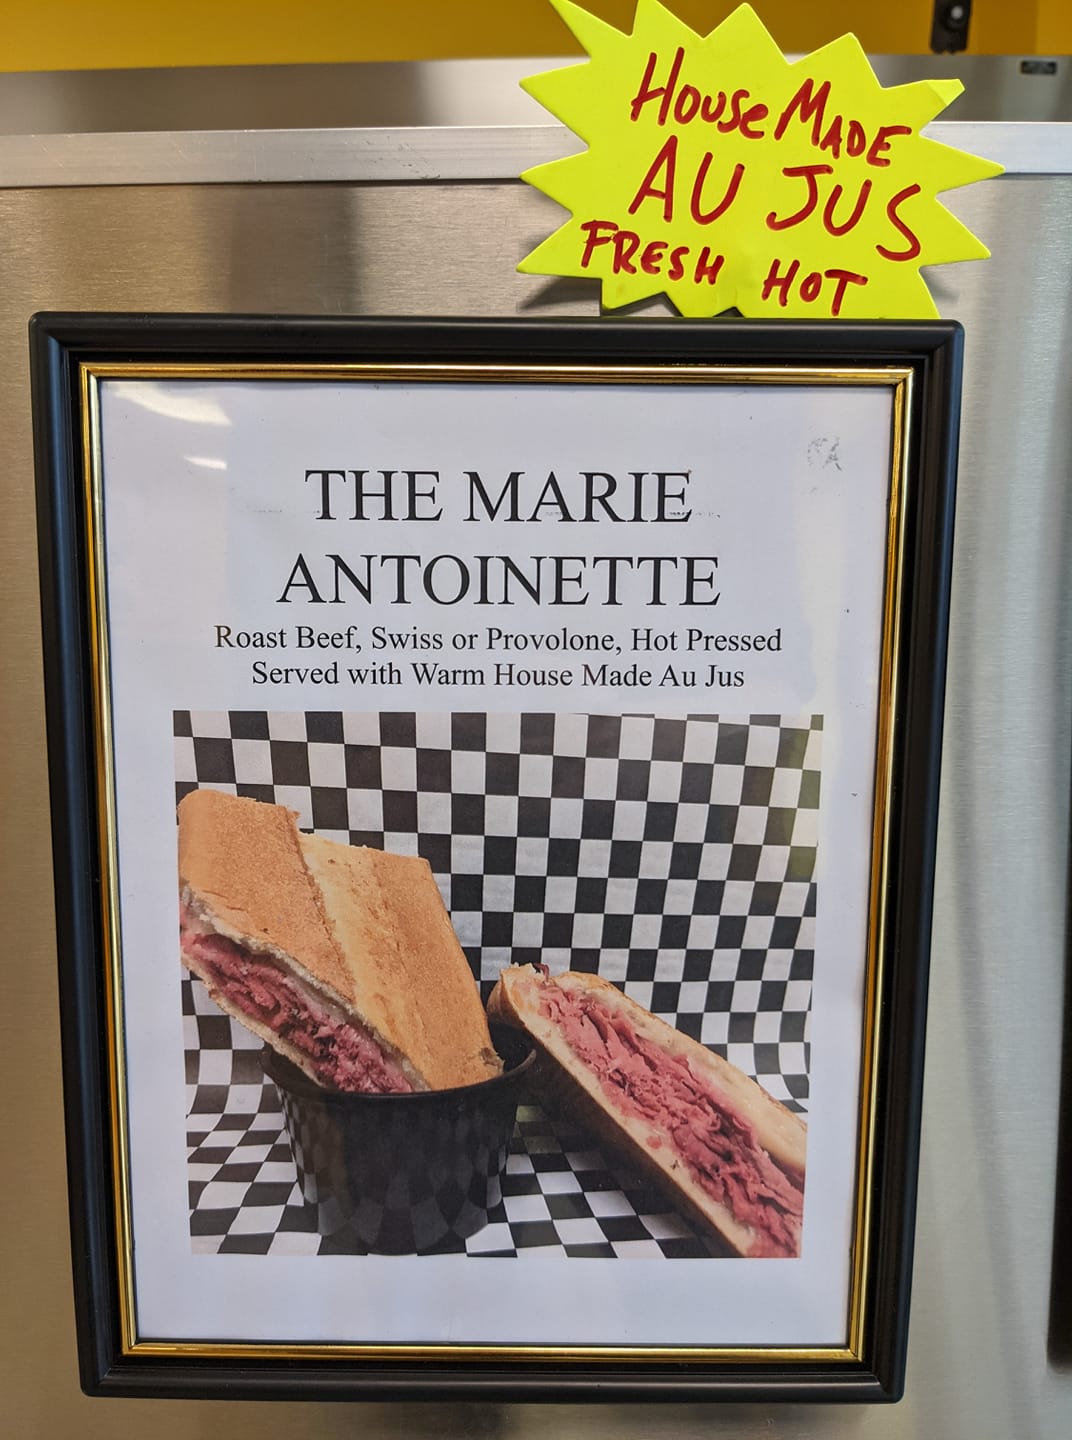 House Made
AU JUS
FRESH HOT
THE MARIE
ANTOINETTE
Roast Beef, Swiss or Provolone, Hot Pressed
Served with Warm House Made Au Jus